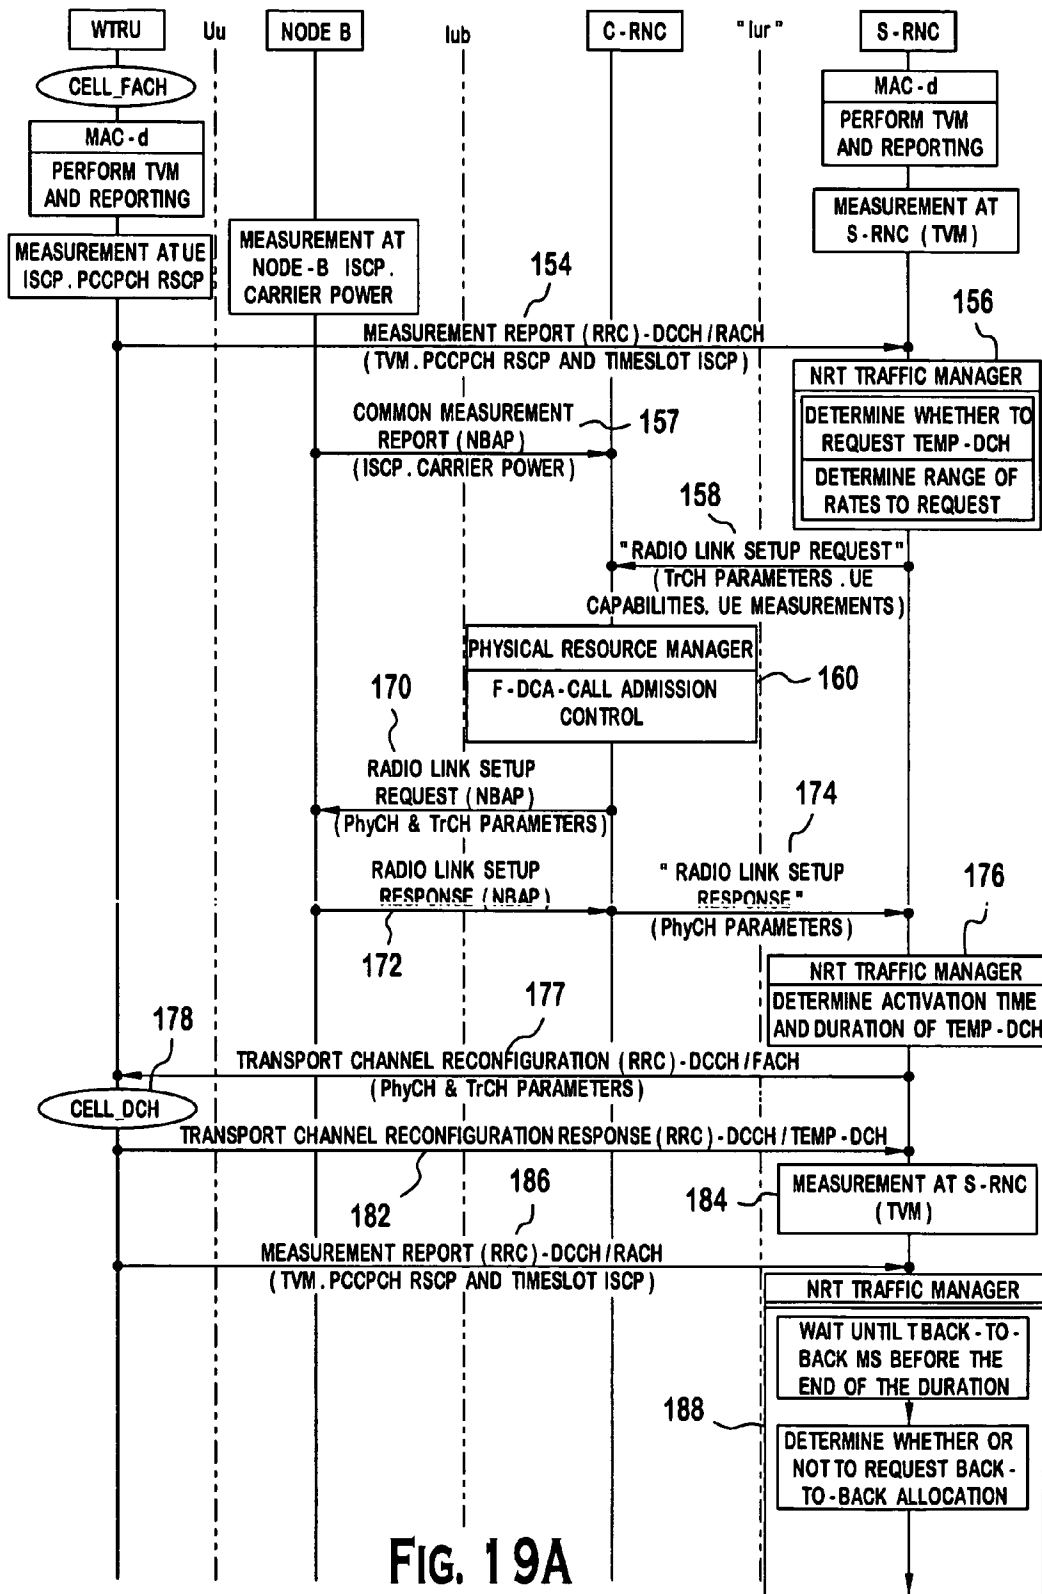 WTRU
Uu
NODE B
Iub
C-RNC
"Iur"
S-RNC
CELL_FACH
MAC-d
PERFORM TVM
AND REPORTING
MEASUREMENT AT UE
ISCP.PCCPCH RSCP
MEASUREMENT AT
NODE-B ISCP.
CARRIER POWER
MAC-d
PERFORM TVM
AND REPORTING
MEASUREMENT AT
S-RNC (TVM)
154
MEASUREMENT REPORT (RRC)-DCCH/RACH
(TVM.PCCPCH RSCP AND TIMESLOT ISCP)
156
NRT TRAFFIC MANAGER
DETERMINE WHETHER TO
REQUEST TEMP-DCH
DETERMINE RANGE OF
RATES TO REQUEST
COMMON MEASUREMENT
REPORT (NBAP)
157
(ISCP.CARRIER POWER)
158
"RADIO LINK SETUP REQUEST"
(TrCH PARAMETERS.UE
CAPABILITIES. UE MEASUREMENTS)
PHYSICAL RESOURCE MANAGER
F-DCA-CALL ADMISSION
CONTROL
160
170
RADIO LINK SETUP
REQUEST (NBAP)
(PhyCH & TrCH PARAMETERS)
174
RADIO LINK SETUP
RESPONSE (NBAP)
172
"RADIO LINK SETUP
RESPONSE"
(PhyCH PARAMETERS)
176
NRT TRAFFIC MANAGER
DETERMINE ACTIVATION TIME
AND DURATION OF TEMP-DCH
177
178
TRANSPORT CHANNEL RECONFIGURATION (RRC)-DCCH/FACH
(PhyCH & TrCH PARAMETERS)
CELL_DCH
TRANSPORT CHANNEL RECONFIGURATION RESPONSE (RRC)-DCCH/TEMP-DCH
182
184
MEASUREMENT AT S-RNC
(TVM)
186
MEASUREMENT REPORT (RRC)-DCCH/RACH
(TVM.PCCPCH RSCP AND TIMESLOT ISCP)
NRT TRAFFIC MANAGER
WAIT UNTIL TBACK-TO-
BACK MS BEFORE THE
END OF THE DURATION
188
DETERMINE WHETHER OR
NOT TO REQUEST BACK-
TO-BACK ALLOCATION
FIG. 19A